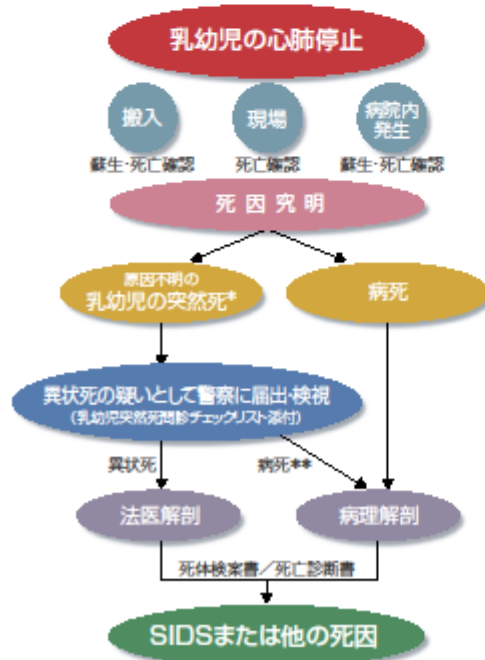 乳幼児の心肺停止
搬入
現場
病院内
発生
蘇生・死亡確認
死亡確認
蘇生・死亡確認
死因究明
原因不明の
乳幼児の突然死*
病死
異状死の疑いとして警察に届出・検視
(乳幼児突然死問診チェックリスト添付)
異状死
病死**
法医解剖
病理解剖
死体検案書／死亡診断書
SIDSまたは他の死因